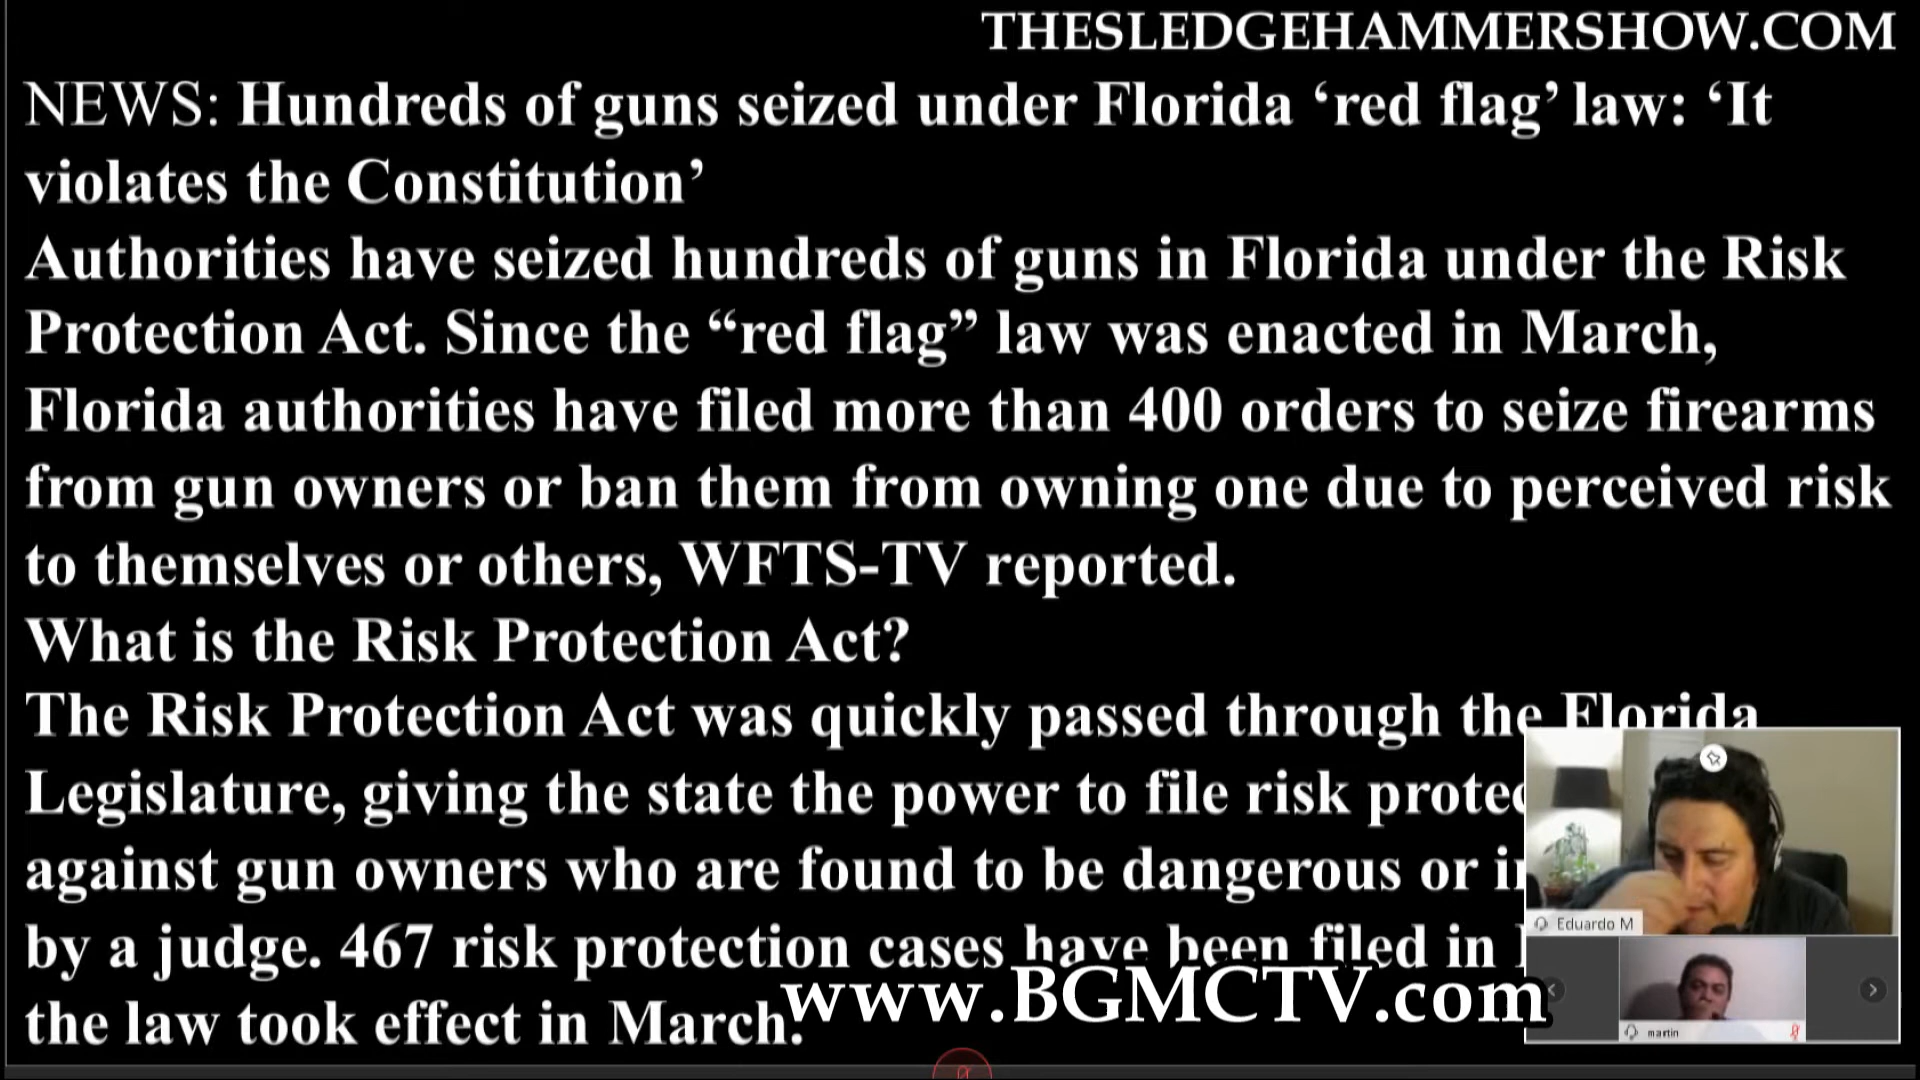 THESLEDGEHAMMERSHOW.COM
NEWS: Hundreds of guns seized under Florida ‘red flag’ law: ‘It
violates the Constitution’
Authorities have seized hundreds of guns in Florida under the Risk
Protection Act. Since the “red flag” law was enacted in March,
Florida authorities have filed more than 400 orders to seize firearms
from gun owners or ban them from owning one due to perceived risk
to themselves or others, WFTS-TV reported.
What is the Risk Protection Act?
The Risk Protection Act was quickly passed through the Florida
Legislature, giving the state the power to file risk
against gun owners who are found to be dangerous or
by a judge. 467 risk protection cases have been filed in
the law took effect in March.
www.BGMCTV.com
Eduardo M
martin